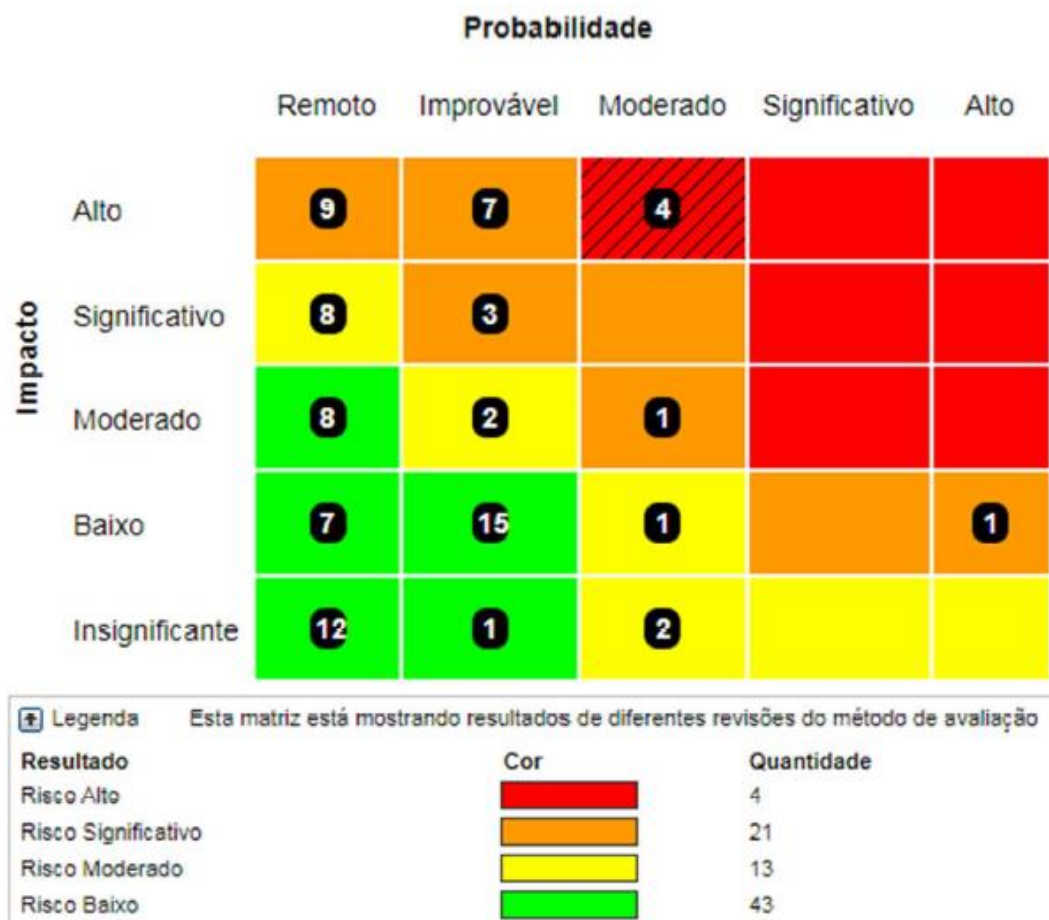 Probabilidade
Remoto Improvável Moderado Significativo Alto
Impacto
Alto 9 7 4
Significativo 8 3
Moderado 8 2 1
Baixo 7 15 1 1
Insignificante 12 1 2
Legenda Esta matriz está mostrando resultados de diferentes revisões do método de avaliação
Resultado Cor Quantidade
Risco Alto 4
Risco Significativo 21
Risco Moderado 13
Risco Baixo 43